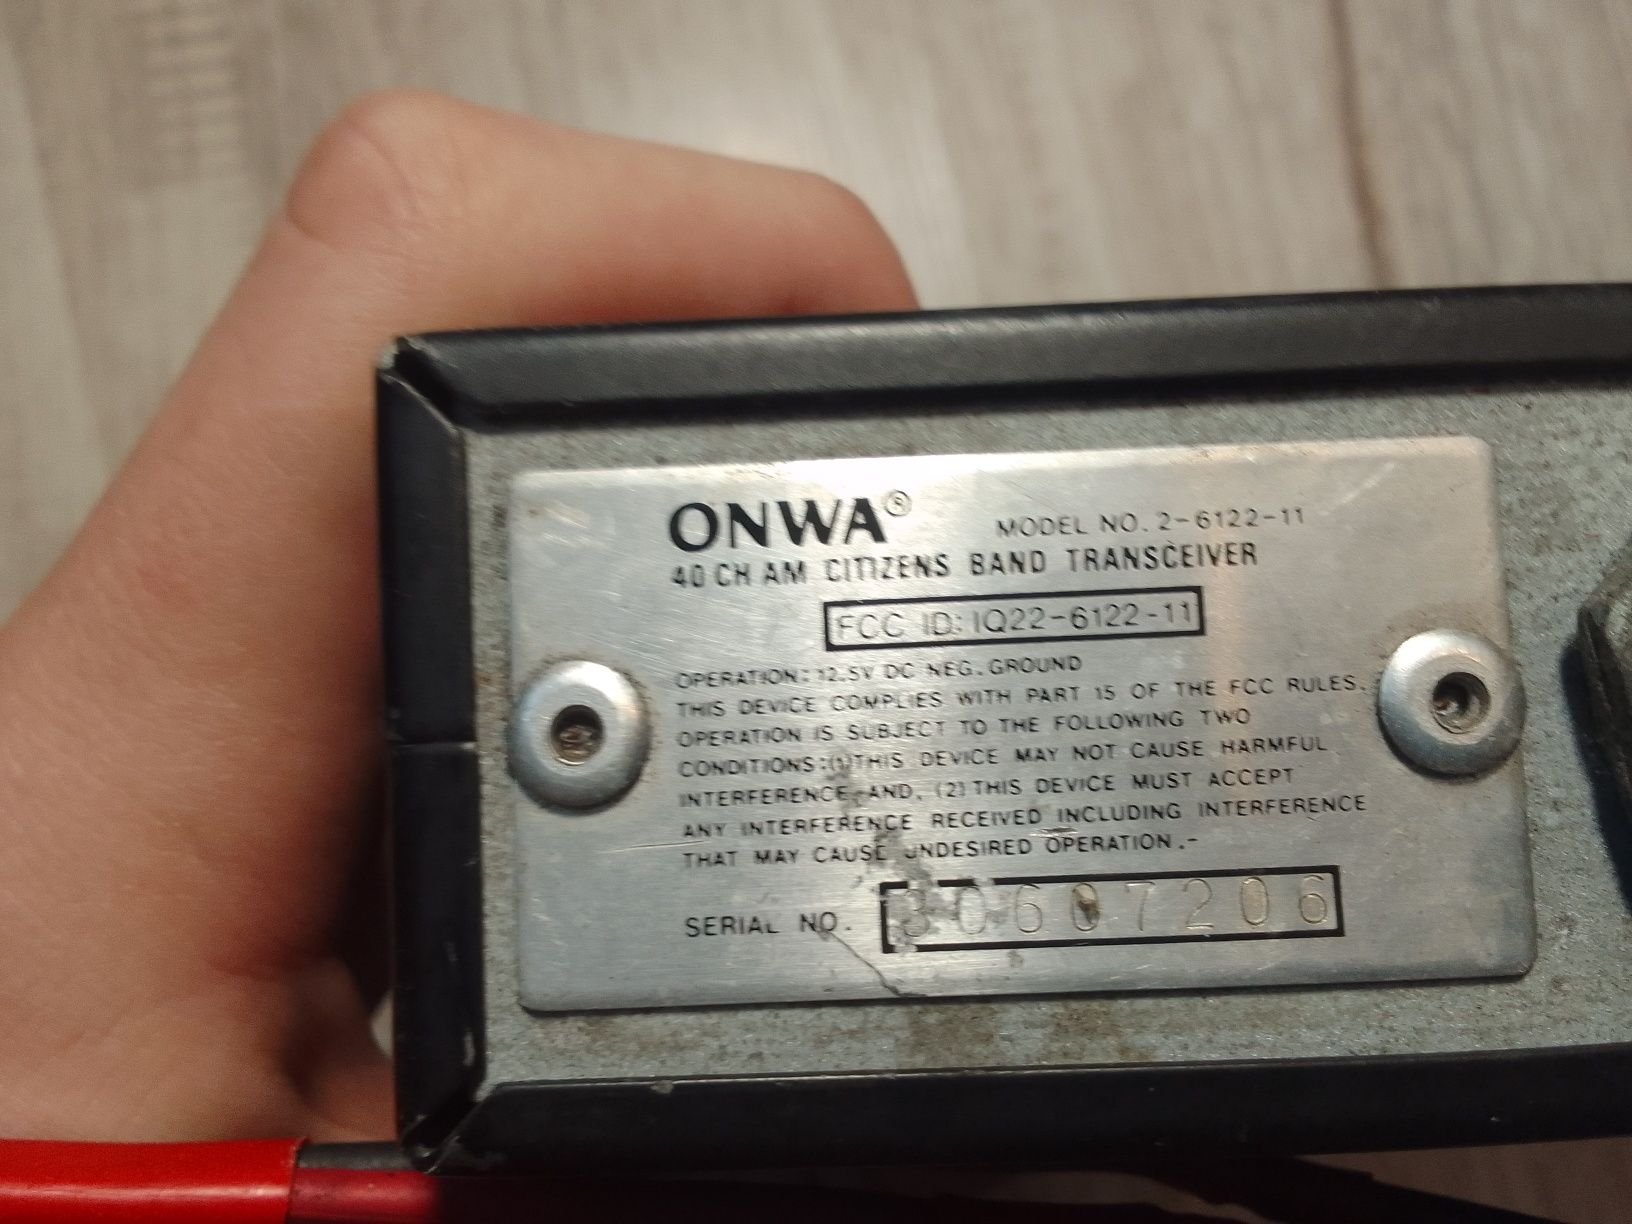 ONWA®
MODEL NO. 2-6122-11
40 CH AM CITIZENS BAND TRANSCEIVER
FCC ID: IQ22-6122-11
OPERATION: 12.5V DC NEG. GROUND
THIS DEVICE COMPLIES WITH PART 15 OF THE FCC RULES.
OPERATION IS SUBJECT TO THE FOLLOWING TWO
CONDITIONS:(1)THIS DEVICE MAY NOT CAUSE HARMFUL
INTERFERENCE AND, (2) THIS DEVICE MUST ACCEPT
ANY INTERFERENCE RECEIVED INCLUDING INTERFERENCE
THAT MAY CAUSE UNDESIRED OPERATION.-
SERIAL NO. 30607206